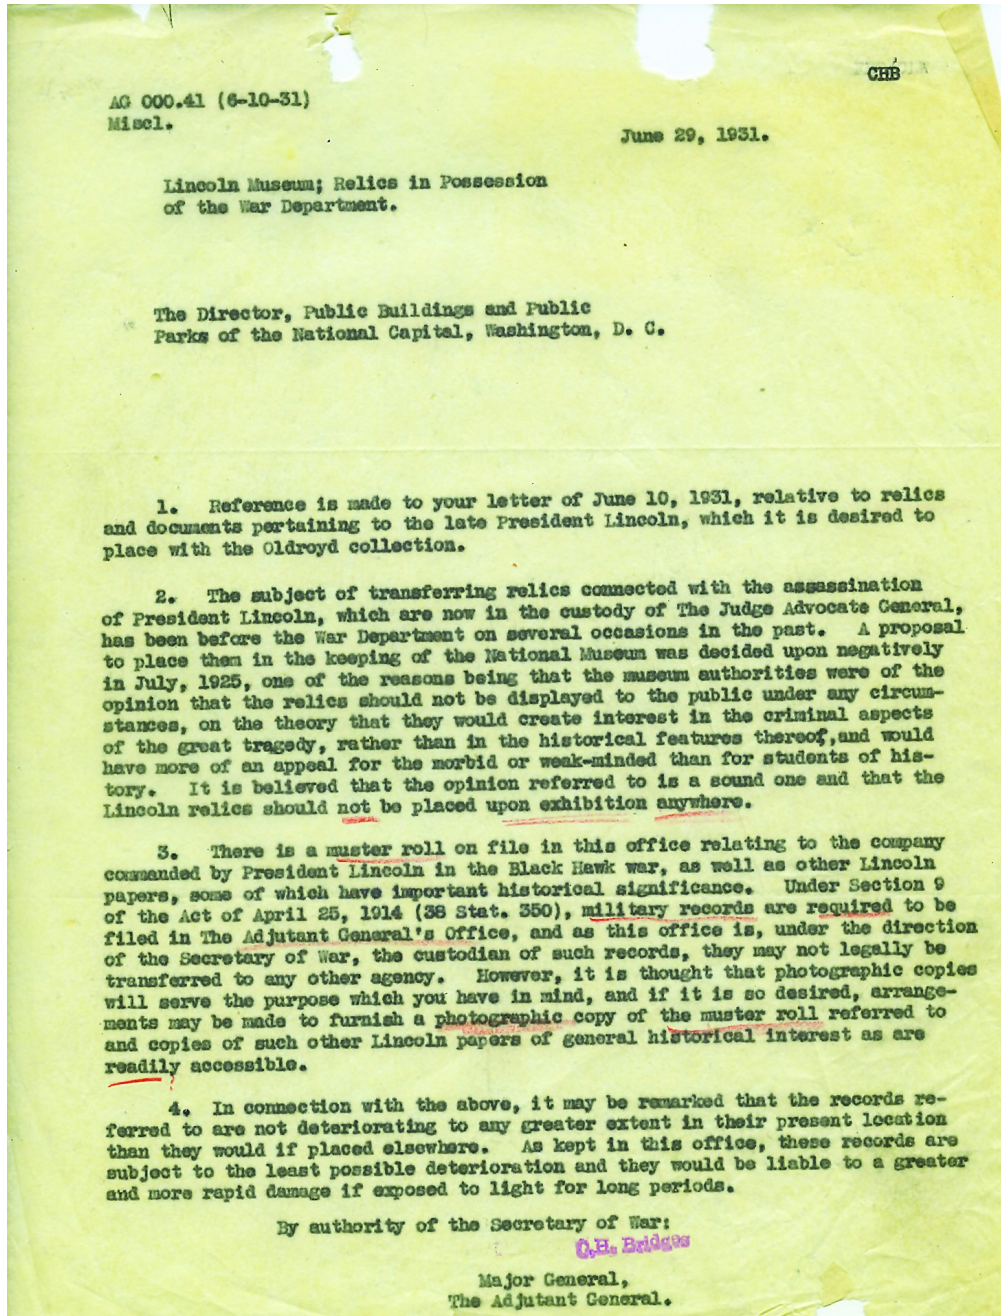 CHB
AG 000.41 (6-10-31)
Miscl.
June 29, 1931.
Lincoln Museum; Relics in Possession
of the War Department.
The Director, Public Buildings and Public
Parks of the National Capital, Washington, D. C.
1. Reference is made to your letter of June 10, 1931, relative to relics
and documents pertaining to the late President Lincoln, which it is desired to
place with the Oldroyd collection.
2. The subject of transferring relics connected with the assassination
of President Lincoln, which are now in the custody of The Judge Advocate General,
has been before the War Department on several occasions in the past. A proposal
to place them in the keeping of the National Museum was decided upon negatively
in July, 1925, one of the reasons being that the museum authorities were of the
opinion that the relics should not be displayed to the public under any circum-
stances, on the theory that they would create interest in the criminal aspects
of the great tragedy, rather than in the historical features thereof, and would
have more of an appeal for the morbid or weak-minded than for students of his-
tory. It is believed that the opinion referred to is a sound one and that the
Lincoln relics should not be placed upon exhibition anywhere.
3. There is a muster roll on file in this office relating to the company
commanded by President Lincoln in the Black Hawk war, as well as other Lincoln
papers, some of which have important historical significance. Under Section 9
of the Act of April 25, 1914 (38 Stat. 350), military records are required to be
filed in The Adjutant General's Office, and as this office is, under the direction
of the Secretary of War, the custodian of such records, they may not legally be
transferred to any other agency. However, it is thought that photographic copies
will serve the purpose which you have in mind, and if it is so desired, arrange-
ments may be made to furnish a photographic copy of the muster roll referred to
and copies of such other Lincoln papers of general historical interest as are
readily accessible.
4. In connection with the above, it may be remarked that the records re-
ferred to are not deteriorating to any greater extent in their present location
than they would if placed elsewhere. As kept in this office, these records are
subject to the least possible deterioration and they would be liable to a greater
and more rapid damage if exposed to light for long periods.
By authority of the Secretary of War:
C.H. Bridges
Major General,
The Adjutant General.